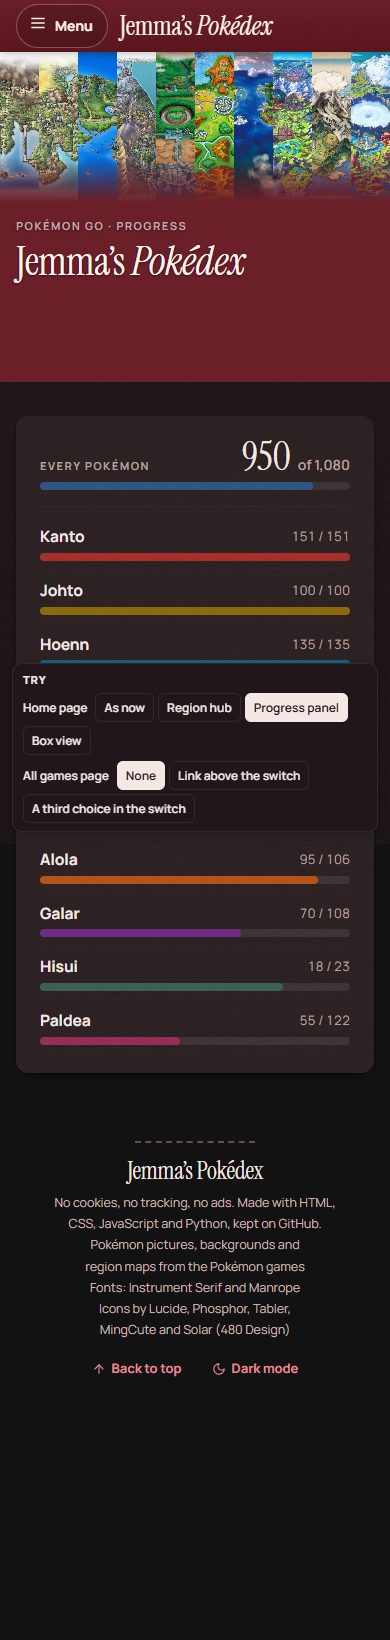 Menu
Jemma's Pokédex
POKÉMON GO · PROGRESS
Jemma's Pokédex
EVERY POKÉMON 950 of 1,080
Kanto 151 / 151
Johto 100 / 100
Hoenn 135 / 135
TRY
Home page As now Region hub Progress panel
Box view
All games page None Link above the switch
A third choice in the switch
Alola 95 / 106
Galar 70 / 108
Hisui 18 / 23
Paldea 55 / 122
Jemma's Pokédex
No cookies, no tracking, no ads. Made with HTML,
CSS, JavaScript and Python, kept on GitHub.
Pokémon pictures, backgrounds and
region maps from the Pokémon games
Fonts: Instrument Serif and Manrope
Icons by Lucide, Phosphor, Tabler,
MingCute and Solar (480 Design)
Back to top Dark mode